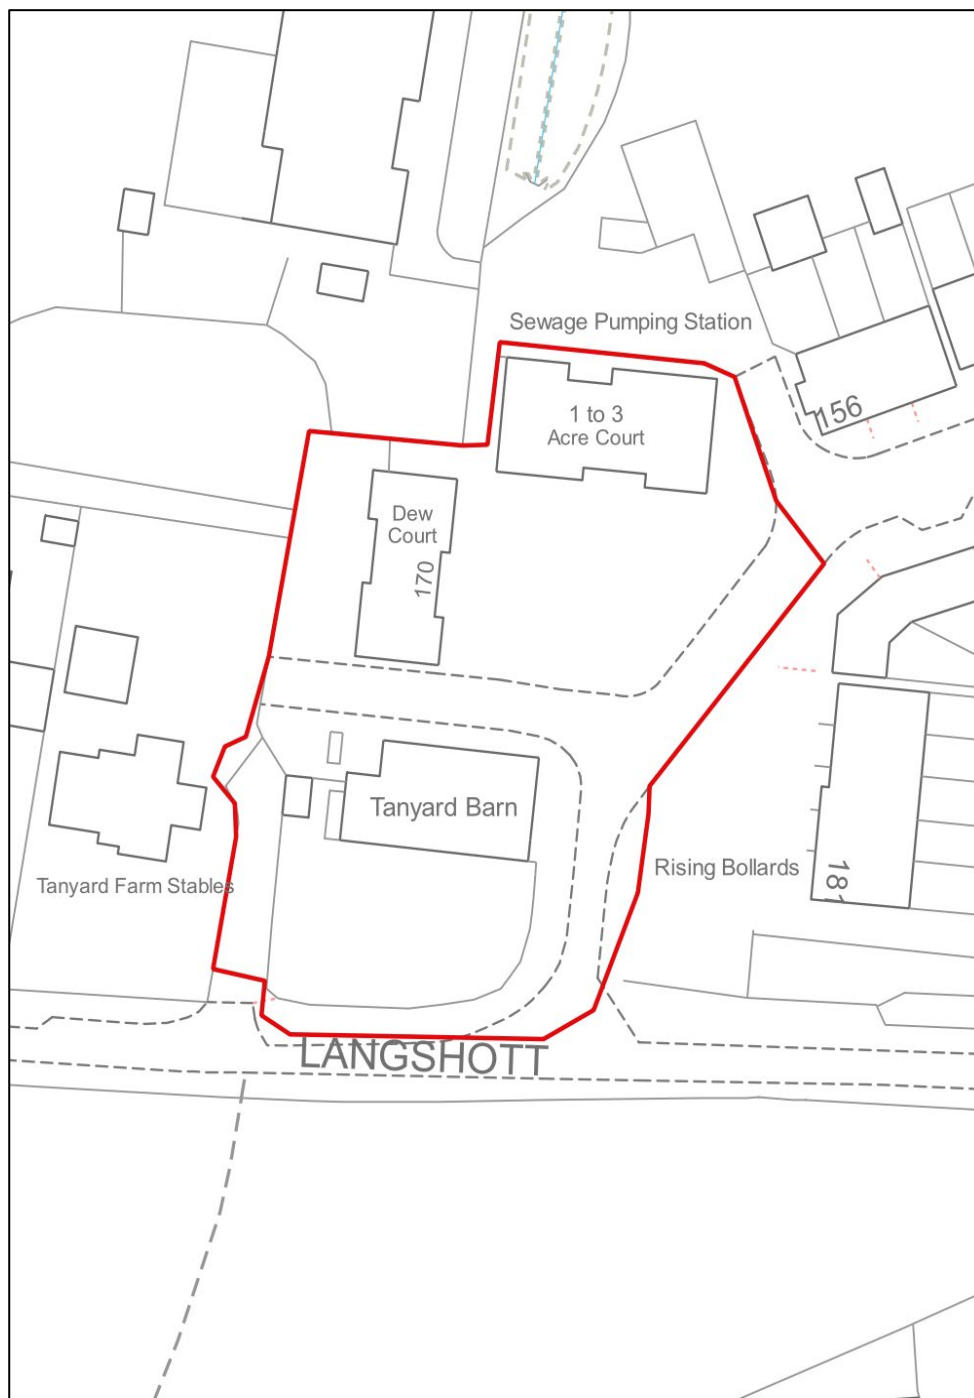 Sewage Pumping Station
156
1 to 3
Acre Court
Dew
Court
170
Tanyard Barn
Rising Bollards
Tanyard Farm Stables
LANGSHOTT